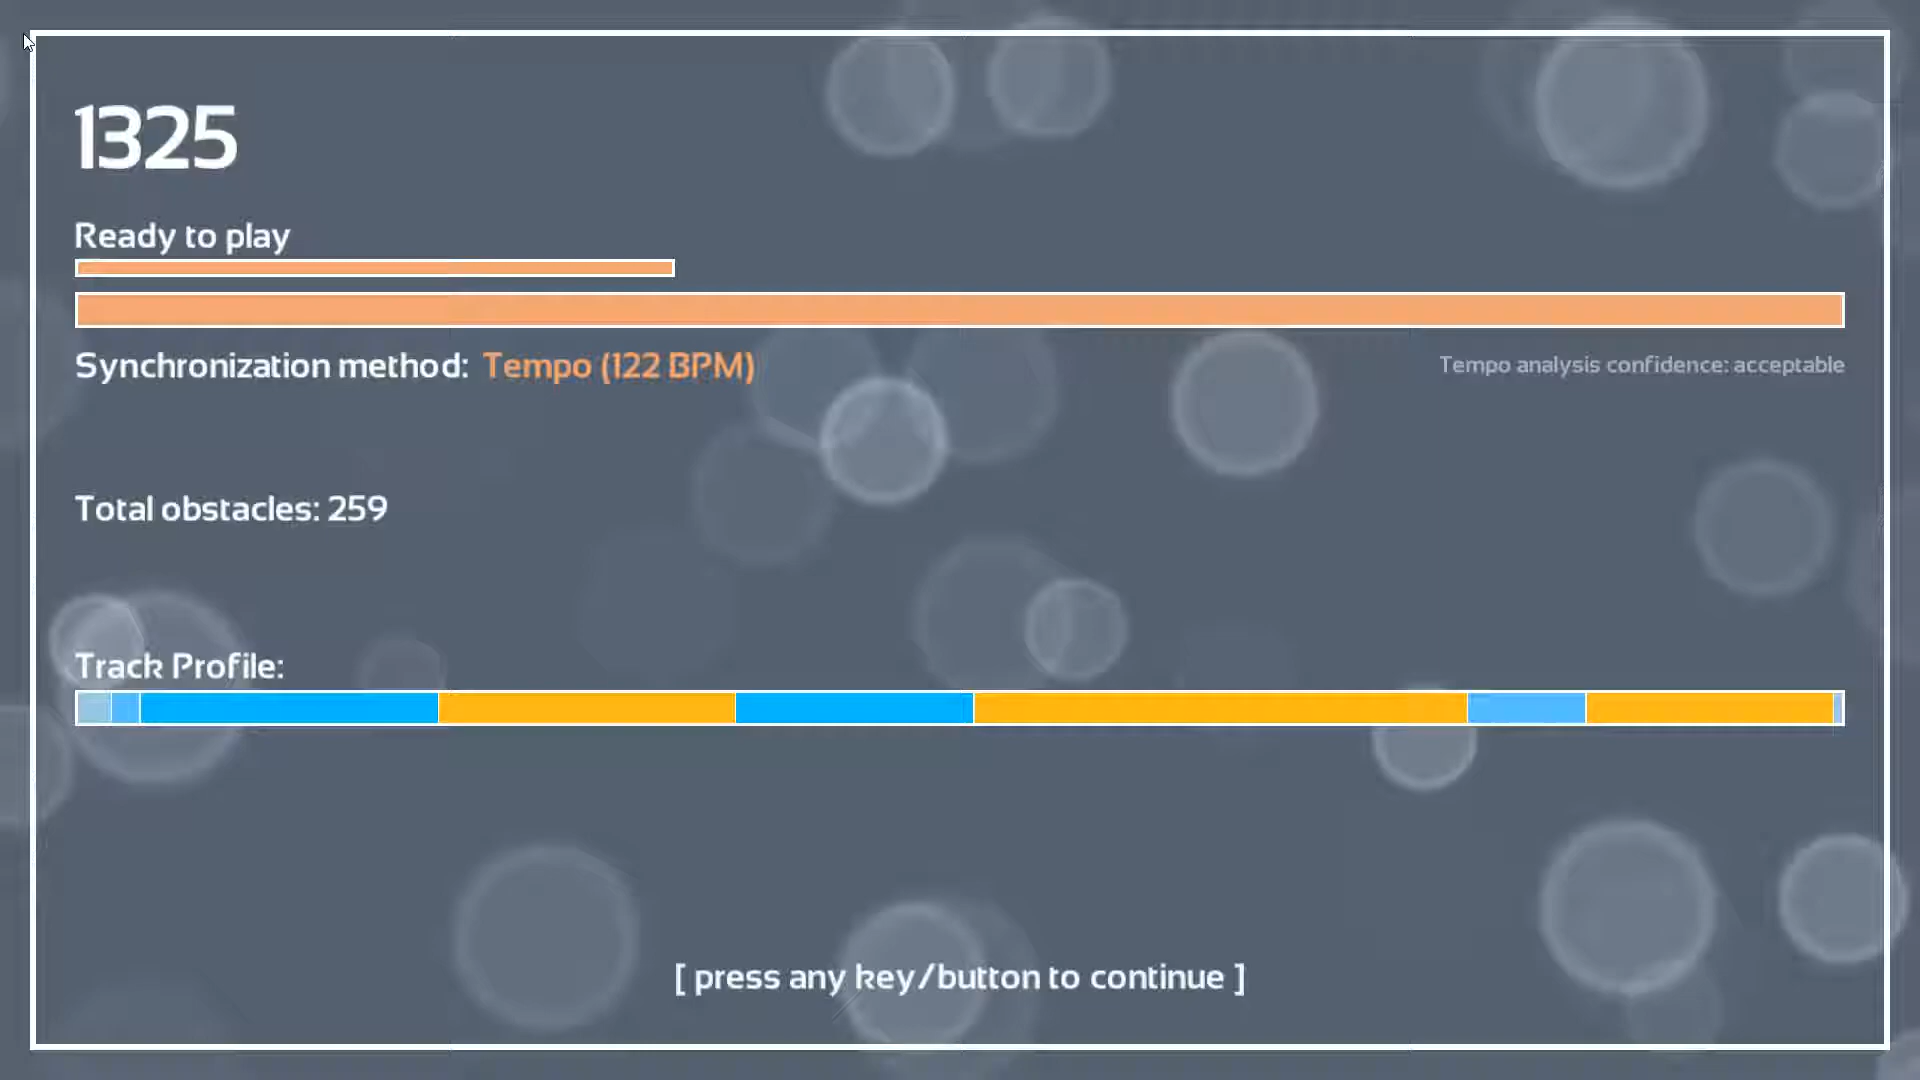 1325
Ready to play
Synchronization method: Tempo (122 BPM)
Tempo analysis confidence: acceptable
Total obstacles: 259
Track Profile:
[ press any key/button to continue ]